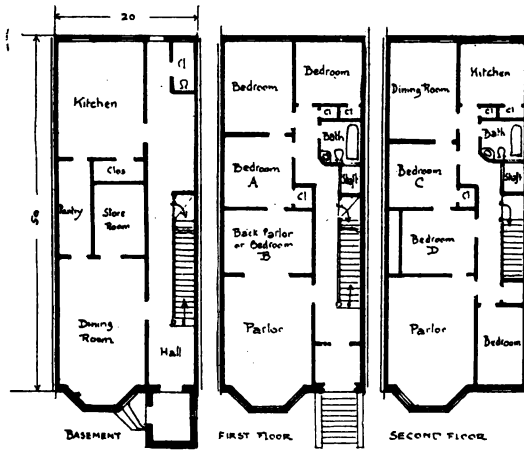 20
Cl
Kitchen
Clos
Pantry
Store
Room
Dining
Room
Hall
BASEMENT
Bedroom
Bedroom
Cl
Cl
Bath
Bedroom
A
Shaft
Cl
Back Parlor
or Bedroom
B
Parlor
FIRST FLOOR
Dining Room
Kitchen
Cl
Cl
Bath
Bedroom
C
Shaft
Cl
Bedroom
D
Parlor
Bedroom
SECOND FLOOR